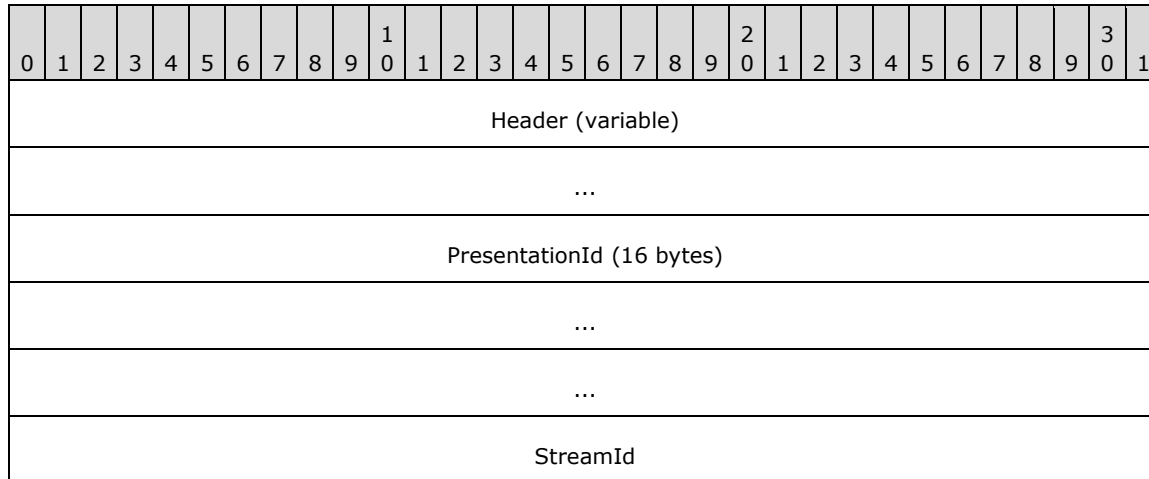 0 1 2 3 4 5 6 7 8 9 1 0 1 2 3 4 5 6 7 8 9 2 0 1 2 3 4 5 6 7 8 9 3 0 1
Header (variable)
...
PresentationId (16 bytes)
...
...
StreamId